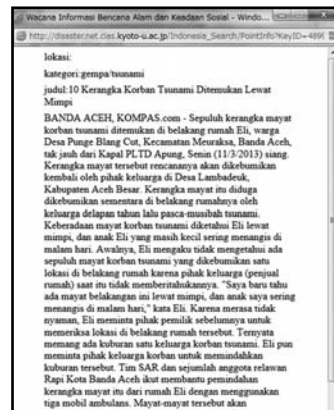 Wacana Informasi Bencana Alam dan Keadaan Sosial - Windo...
http://disaster.net.cias.kyoto-u.ac.jp/Indonesia_Search/PointInfo?KeyID=489
lokasi:
kategori:gempa/tsunami
judul:10 Kerangka Korban Tsunami Ditemukan Lewat
Mimpi
BANDA ACEH, KOMPAS.com - Sepuluh kerangka mayat
korban tsunami ditemukan di belakang rumah Eli, warga
Desa Punge Blang Cut, Kecamatan Meuraksa, Banda Aceh,
tak jauh dari Kapal PLTD Apung, Senin (11/3/2013) siang.
Kerangka mayat tersebut rencananya akan dikebumikan
kembali oleh pihak keluarga di Desa Lambadeuk,
Kabupaten Aceh Besar. Kerangka mayat itu diduga
dikebumikan sementara di belakang rumahnya oleh
keluarga delapan tahun lalu pasca-musibah tsunami.
Keberadaan mayat korban tsunami diketahui Eli lewat
mimpi, dan anak Eli yang masih kecil sering menangis di
malam hari. Awalnya, Eli mengaku tidak mengetahui ada
sepuluh mayat korban tsunami yang dikebumikan satu
lokasi di belakang rumah karena pihak keluarga (penjual
rumah) saat itu tidak memberitahukannya. "Saya baru tahu
ada mayat belakangan ini lewat mimpi, dan anak saya sering
menangis di malam hari," kata Eli. Karena merasa tidak
nyaman, Eli meminta pihak pemilik sebelumnya untuk
memeriksa lokasi di belakang rumah tersebut. Ternyata
memang ada kuburan satu keluarga korban tsunami. Eli pun
meminta pihak keluarga korban untuk memindahkan
kuburan tersebut. Tim SAR dan sejumlah anggota relawan
Rapi Kota Banda Aceh ikut membantu pemindahan
kerangka mayat itu dari rumah Eli dengan menggunakan
tiga mobil ambulans. Mayat-mayat tersebut akan